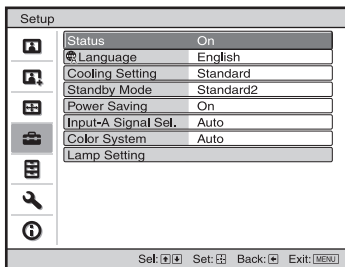 Setup
Status On
Language English
Cooling Setting Standard
Standby Mode Standard2
Power Saving On
Input-A Signal Sel. Auto
Color System Auto
Lamp Setting
Sel: Set: Back: Exit: MENU